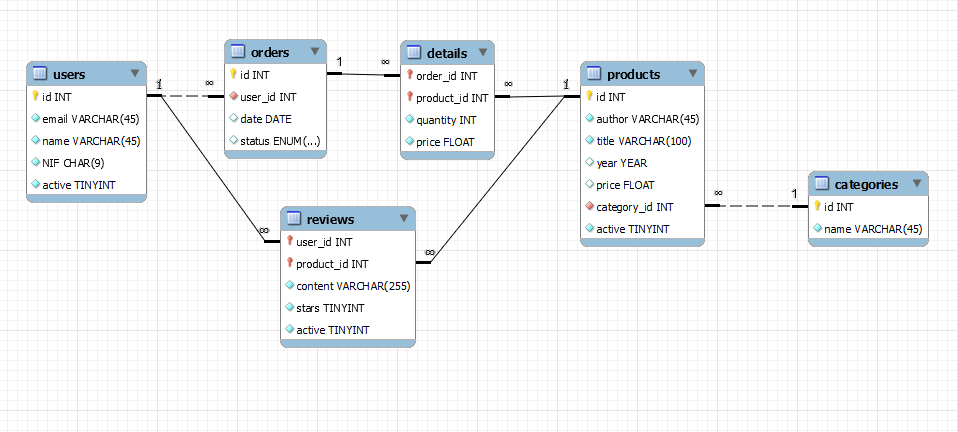 users
id INT
email VARCHAR(45)
name VARCHAR(45)
NIF CHAR(9)
active TINYINT
1
∞
orders
id INT
user_id INT
date DATE
status ENUM(...)
1
∞
details
order_id INT
product_id INT
quantity INT
price FLOAT
∞
1
products
id INT
author VARCHAR(45)
title VARCHAR(100)
year YEAR
price FLOAT
category_id INT
active TINYINT
∞
1
categories
id INT
name VARCHAR(45)
∞
reviews
user_id INT
product_id INT
content VARCHAR(255)
stars TINYINT
active TINYINT
∞